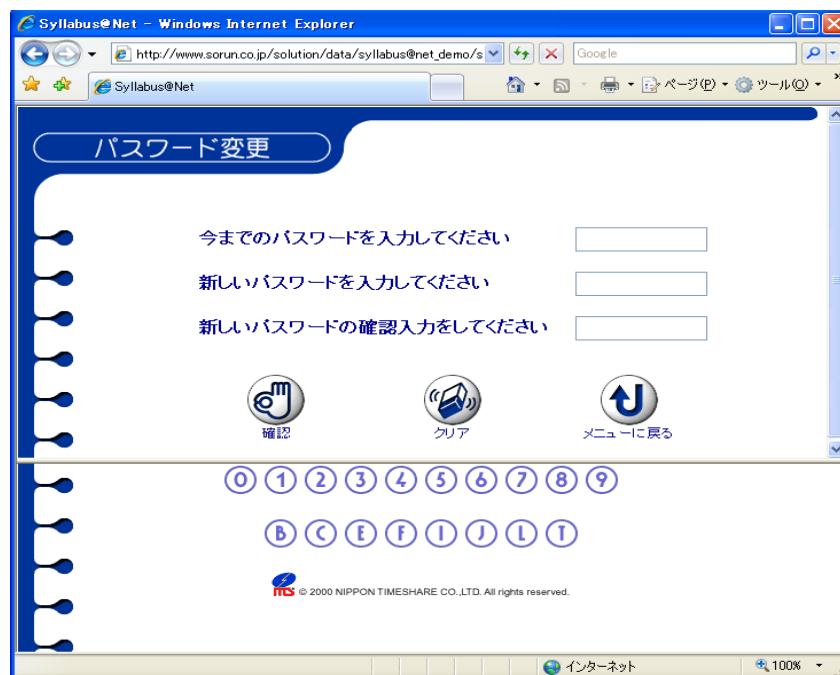 Syllabus@Net - Windows Internet Explorer
http://www.sorun.co.jp/solution/data/syllabus@net_demo/s
Google
Syllabus@Net
ページ(P)
ツール(O)
»
パスワード変更
今までのパスワードを入力してください
新しいパスワードを入力してください
新しいパスワードの確認入力をしてください
確認
クリア
メニューに戻る
0 1 2 3 4 5 6 7 8 9
B C E F I J L T
© 2000 NIPPON TIMESHARE CO.,LTD. All rights reserved.
インターネット
100%